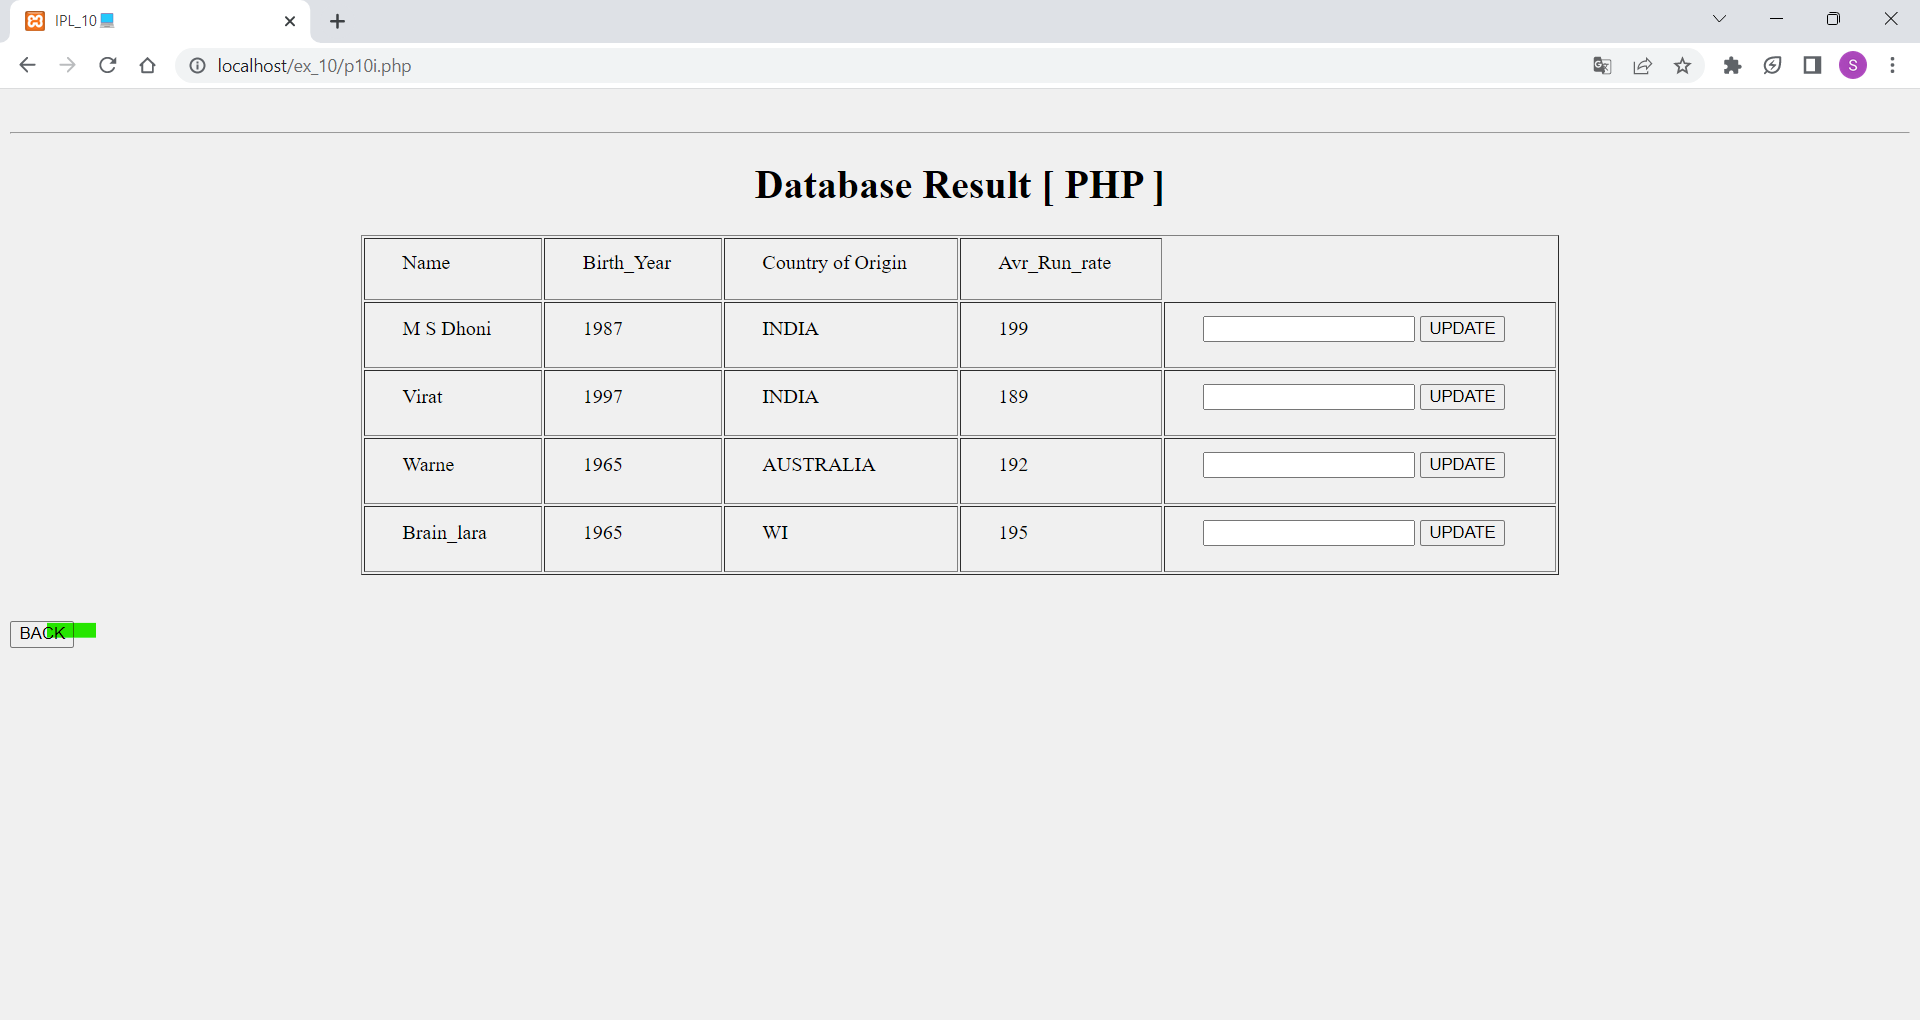 IPL_10
localhost/ex_10/p10i.php
S
Database Result [ PHP ]
Name Birth_Year Country of Origin Avr_Run_rate
M S Dhoni 1987 INDIA 199 UPDATE
Virat 1997 INDIA 189 UPDATE
Warne 1965 AUSTRALIA 192 UPDATE
Brain_lara 1965 WI 195 UPDATE
BACK